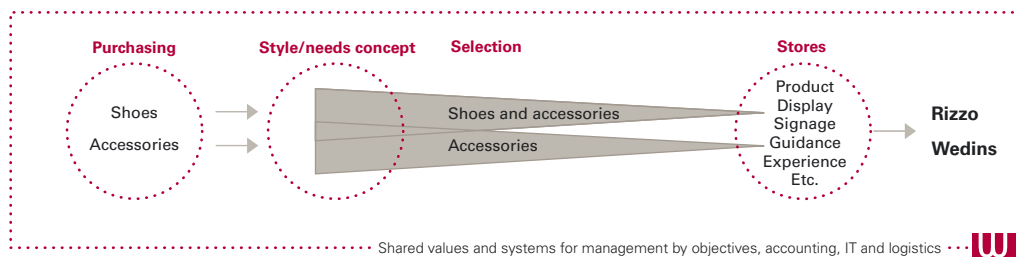 Purchasing
Style/needs concept
Selection
Stores
Shoes
Accessories
Shoes and accessories
Accessories
Product
Display
Signage
Guidance
Experience
Etc.
Rizzo
Wedins
Shared values and systems for management by objectives, accounting, IT and logistics
W